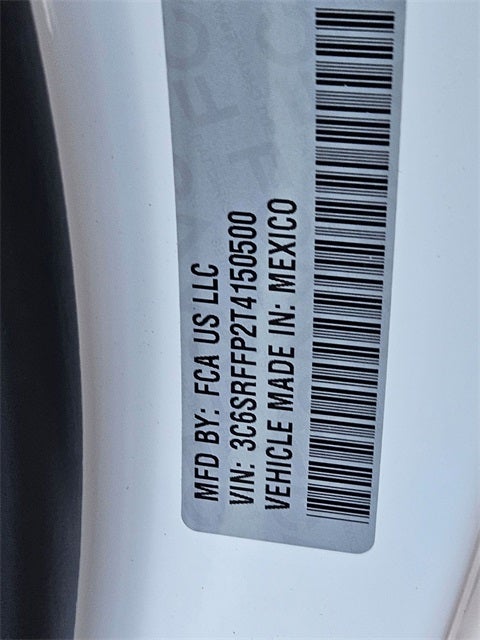 MFD BY: FCA US LLC
VIN: 3C6SRFFP2T4150500
VEHICLE MADE IN: MEXICO